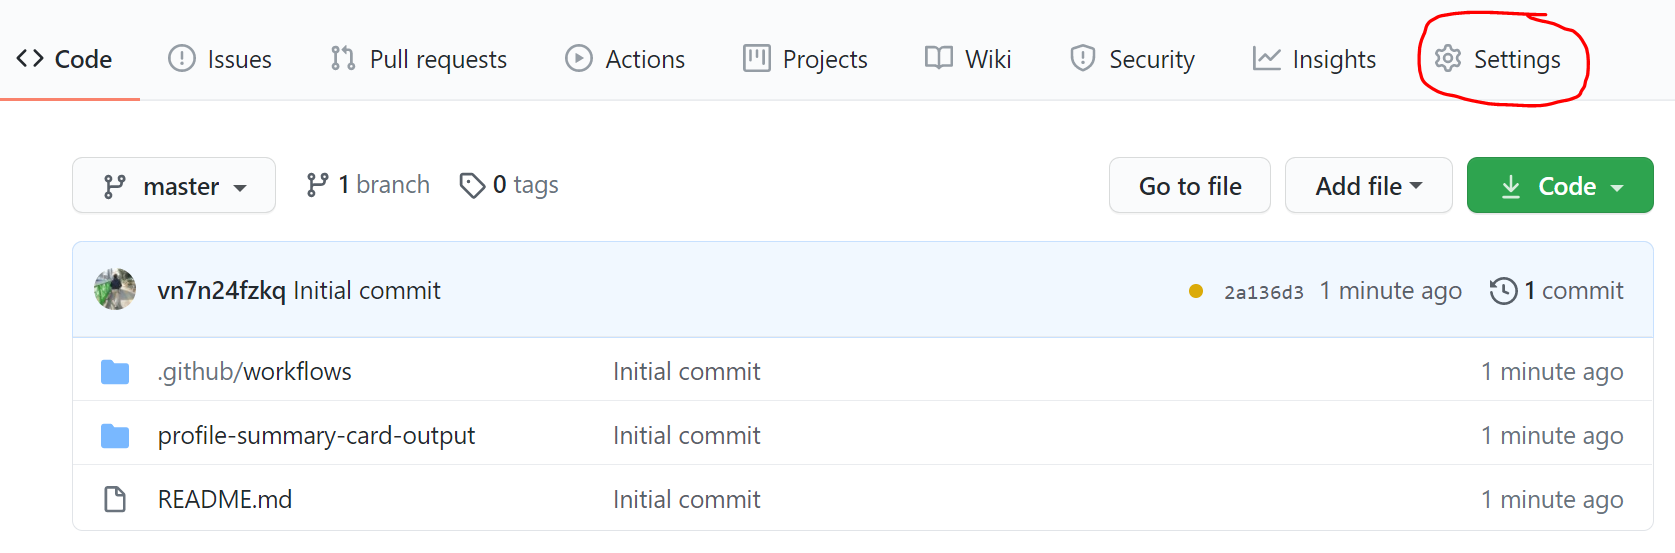 Code Issues Pull requests Actions Projects Wiki Security Insights Settings
master 1 branch 0 tags Go to file Add file Code
vn7n24fzkq Initial commit 2a136d3 1 minute ago 1 commit
.github/workflows Initial commit 1 minute ago
profile-summary-card-output Initial commit 1 minute ago
README.md Initial commit 1 minute ago